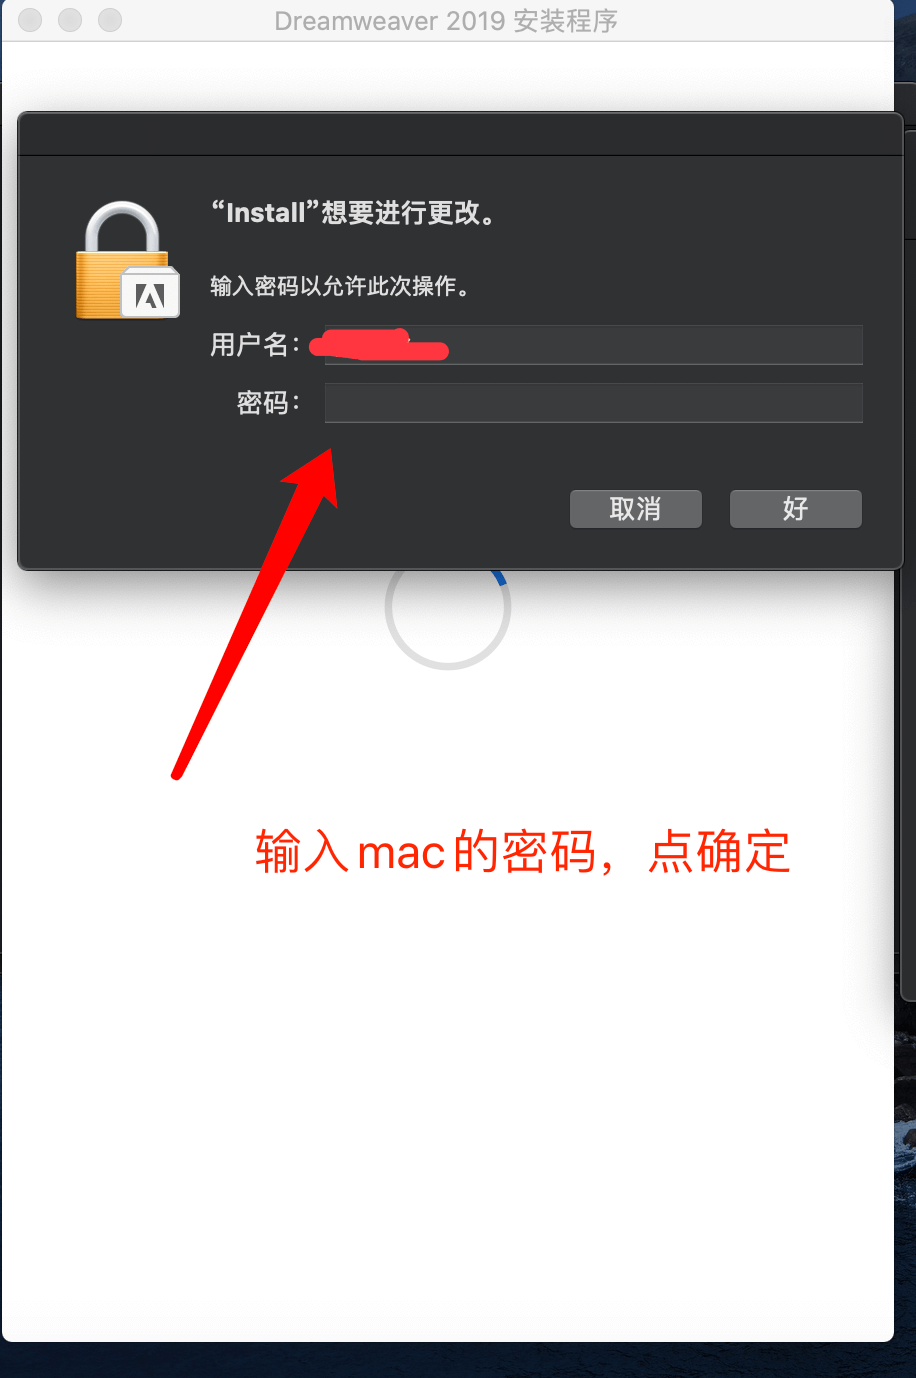 Dreamweaver 2019 安装程序
“Install”想要进行更改。
输入密码以允许此次操作。
用户名：
密码：
取消
好
输入mac的密码，点确定